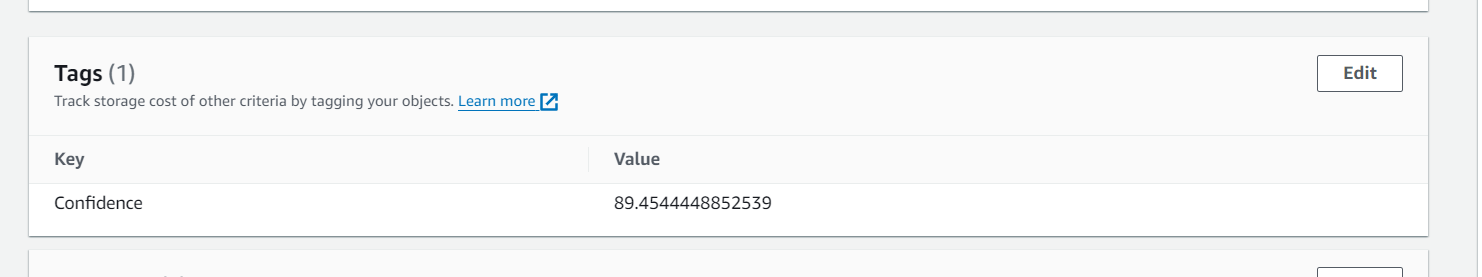 Tags (1)
Edit
Track storage cost of other criteria by tagging your objects. Learn more
Key Value
Confidence 89.4544448852539